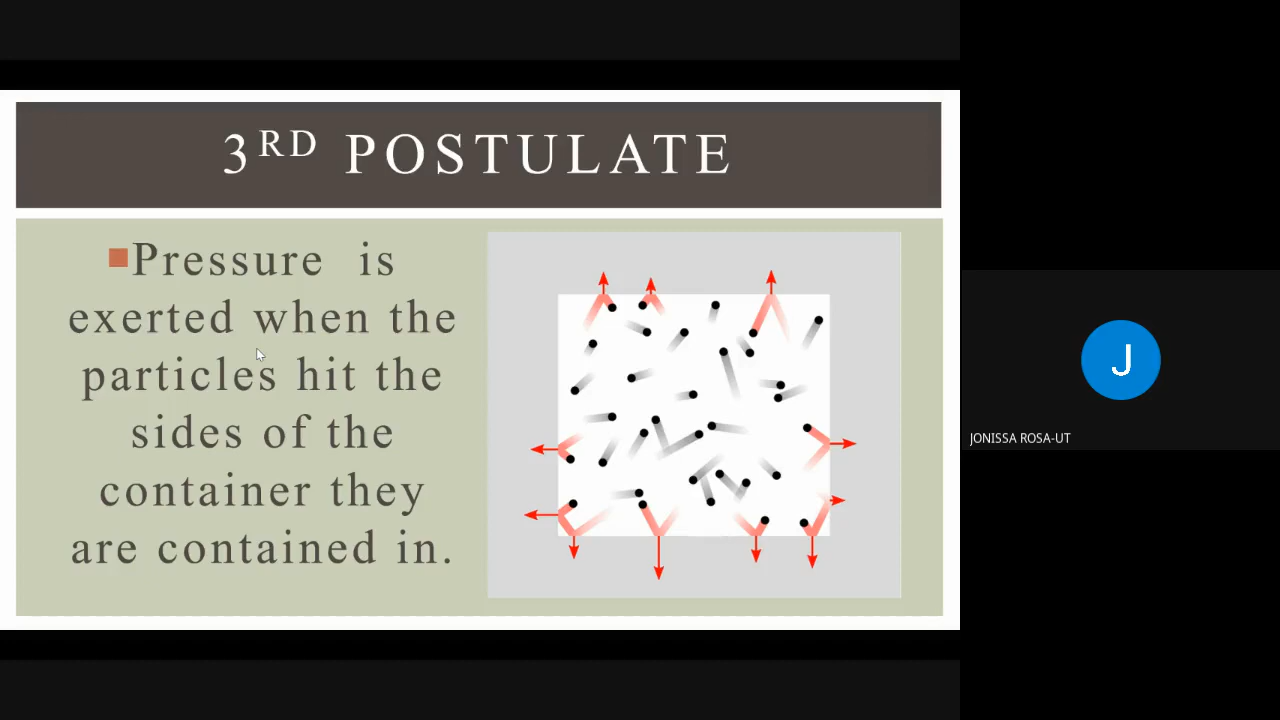 3RD POSTULATE
Pressure is
exerted when the
particles hit the
sides of the
container they
are contained in.
J
JONISSA ROSA-UT